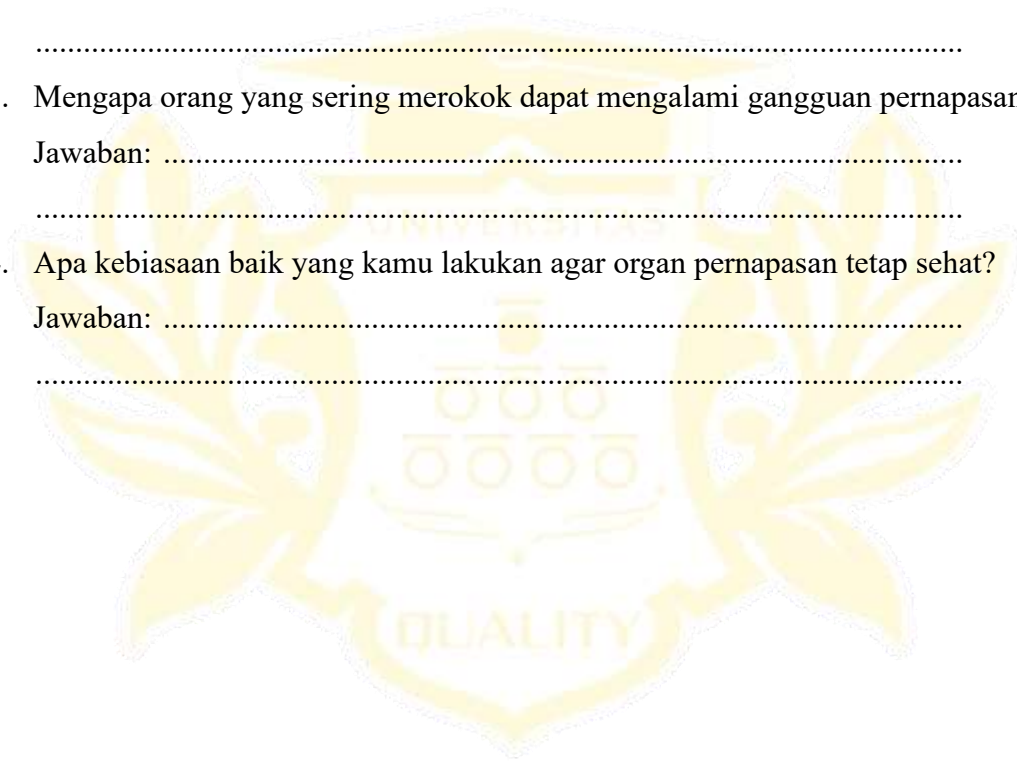 ..........................................................................................................................
. Mengapa orang yang sering merokok dapat mengalami gangguan pernapasan
Jawaban: .........................................................................................................
..........................................................................................................................
UNIVERSITAS
. Apa kebiasaan baik yang kamu lakukan agar organ pernapasan tetap sehat?
Jawaban: .........................................................................................................
..........................................................................................................................
QUALITY